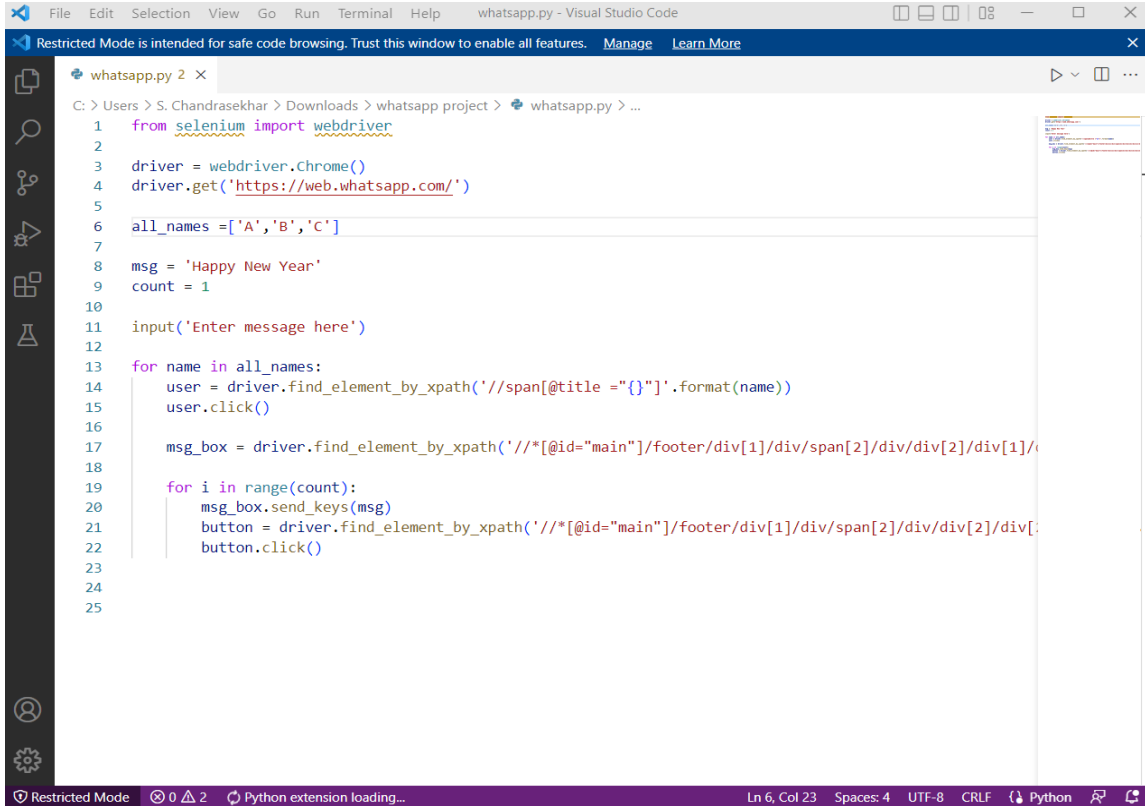 File Edit Selection View Go Run Terminal Help whatsapp.py - Visual Studio Code
Restricted Mode is intended for safe code browsing. Trust this window to enable all features. Manage Learn More
whatsapp.py 2
C: > Users > S. Chandrasekhar > Downloads > whatsapp project > whatsapp.py > ...
1 from selenium import webdriver
2
3 driver = webdriver.Chrome()
4 driver.get('https://web.whatsapp.com/')
5
6 all_names =['A','B','C']
7
8 msg = 'Happy New Year'
9 count = 1
10
11 input('Enter message here')
12
13 for name in all_names:
14     user = driver.find_element_by_xpath('//span[@title ="{}"]'.format(name))
15     user.click()
16
17     msg_box = driver.find_element_by_xpath('//*[@id="main"]/footer/div[1]/div/span[2]/div/div[2]/div[1]/
18
19     for i in range(count):
20         msg_box.send_keys(msg)
21         button = driver.find_element_by_xpath('//*[@id="main"]/footer/div[1]/div/span[2]/div/div[2]/div[
22         button.click()
23
24
25
Restricted Mode 0 2 Python extension loading... Ln 6, Col 23 Spaces: 4 UTF-8 CRLF Python